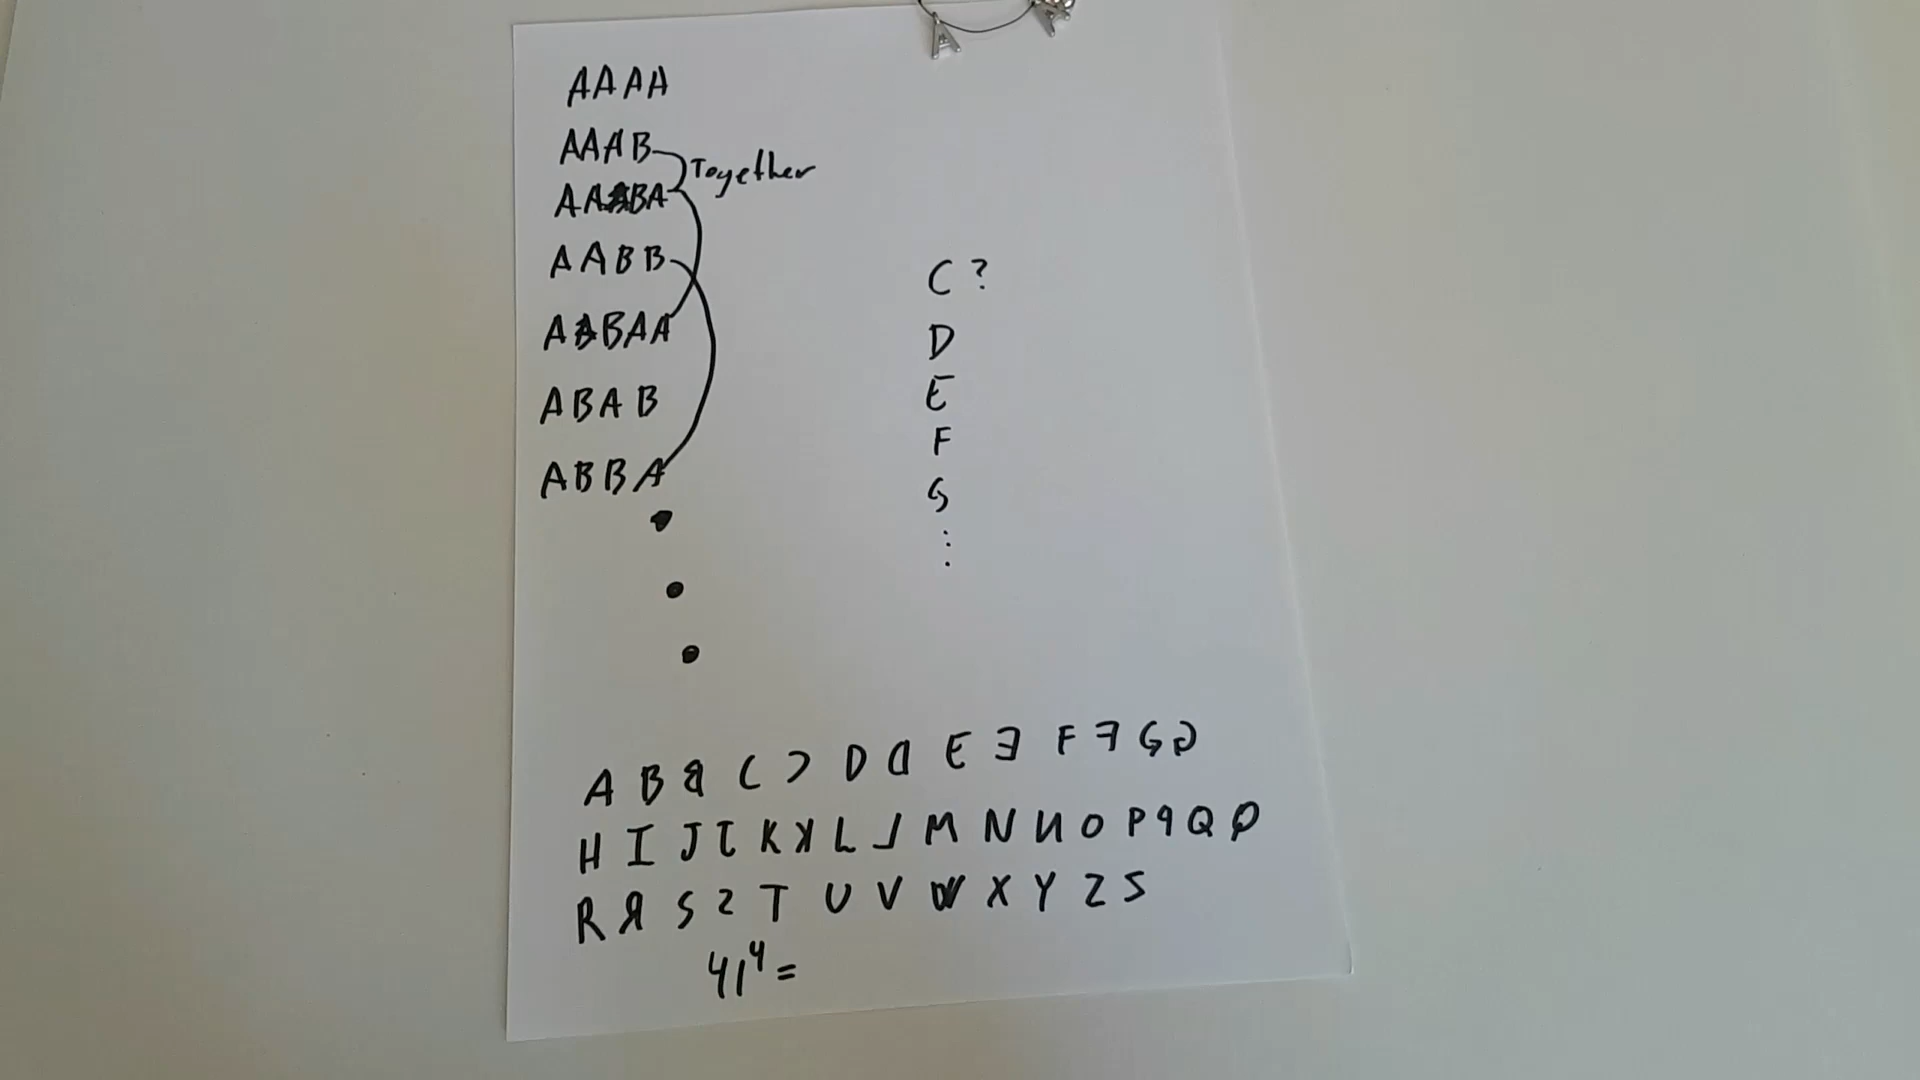 AAAA
AAAB
Together
AABA
AABB
ABAA
ABAB
ABBA
C ?
D
E
F
G
⋮
A B ᗺ C Ɔ D ᗡ E Ǝ F ꟻ G
H I J K ꓘ L ⅃ M N И O P ꟼ Q
R Я S Ƨ T U V W X Y Z S
41⁴ =